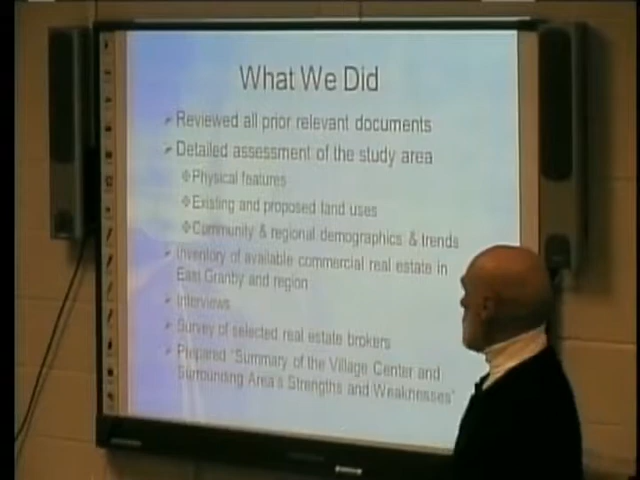 What We Did
Reviewed all prior relevant documents
Detailed assessment of the study area
Physical features
Existing and proposed land uses
Community & regional demographics & trends
Inventory of available commercial real estate in
East Granby and region
Interviews
Survey of selected real estate brokers
Prepared "Summary of the Village Center and
Surrounding Area's Strengths and Weaknesses"